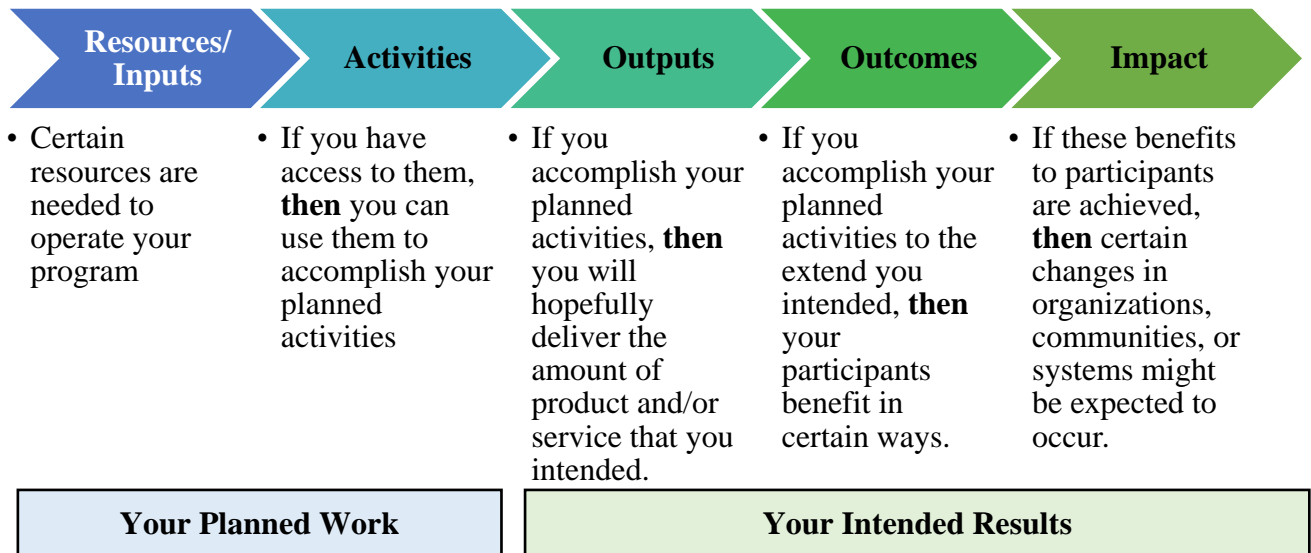 Resources/
Inputs
Activities
Outputs
Outcomes
Impact
• Certain
resources are
needed to
operate your
program
• If you have
access to them,
then you can
use them to
accomplish your
planned
activities
• If you
accomplish your
planned
activities, then
you will
hopefully
deliver the
amount of
product and/or
service that you
intended.
• If you
accomplish your
planned
activities to the
extend you
intended, then
your
participants
benefit in
certain ways.
• If these benefits
to participants
are achieved,
then certain
changes in
organizations,
communities, or
systems might
be expected to
occur.
Your Planned Work
Your Intended Results